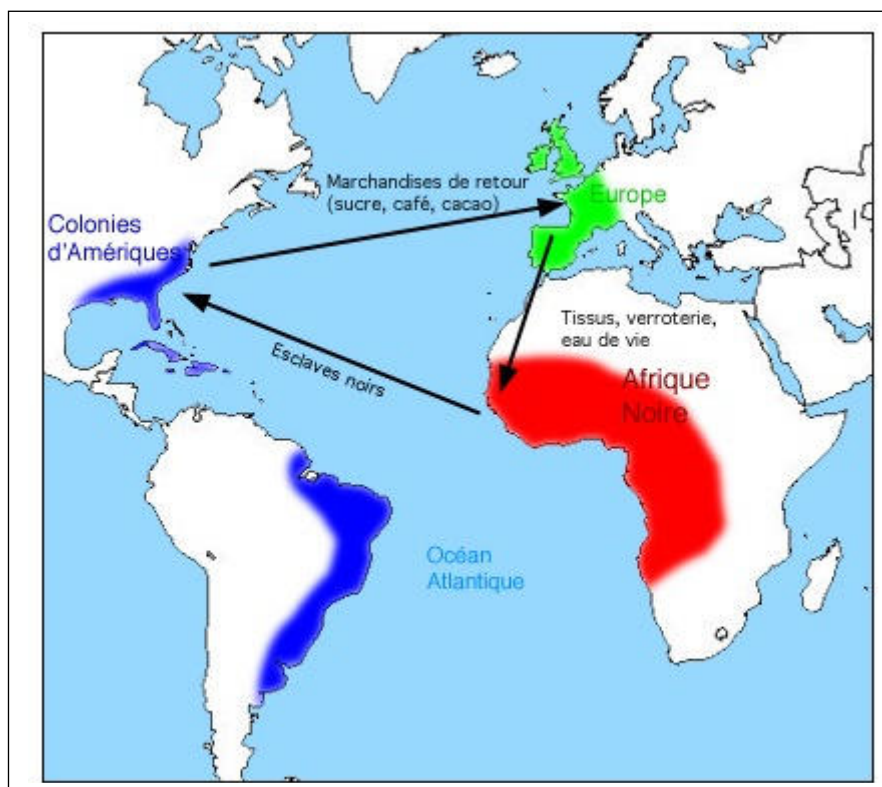 Marchandises de retour
(sucre, café, cacao)
Europe
Colonies
d'Amériques
Tissus, verroterie,
eau de vie
Esclaves noirs
Afrique
Noire
Océan
Atlantique